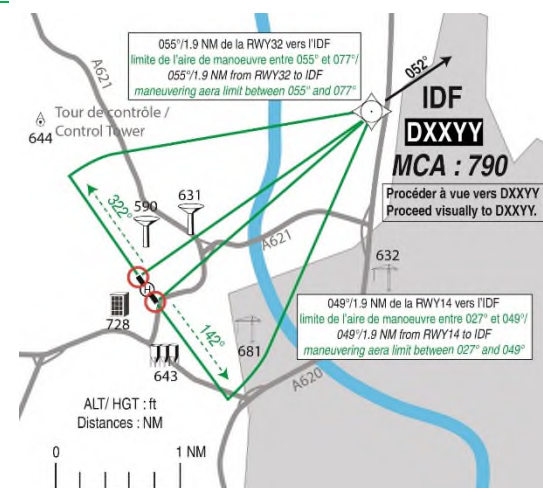 055°/1.9 NM de la RWY32 vers l'IDF
limite de l'aire de manoeuvre entre 055° et 077°/
055°/1.9 NM from RWY32 to IDF
maneuvering aera limit between 055° and 077°
052°
IDF
DXXYY
MCA : 790
Procéder à vue vers DXXYY
Proceed visually to DXXYY.
A621
Tour de contrôle /
Control Tower
644
322°
590
631
A621
632
H
728
142°
643
681
049°/1.9 NM de la RWY14 vers l'IDF
limite de l'aire de manoeuvre entre 027° et 049°/
049°/1.9 NM from RWY14 to IDF
maneuvering aera limit between 027° and 049°
A620
ALT/ HGT : ft
Distances : NM
0
1 NM